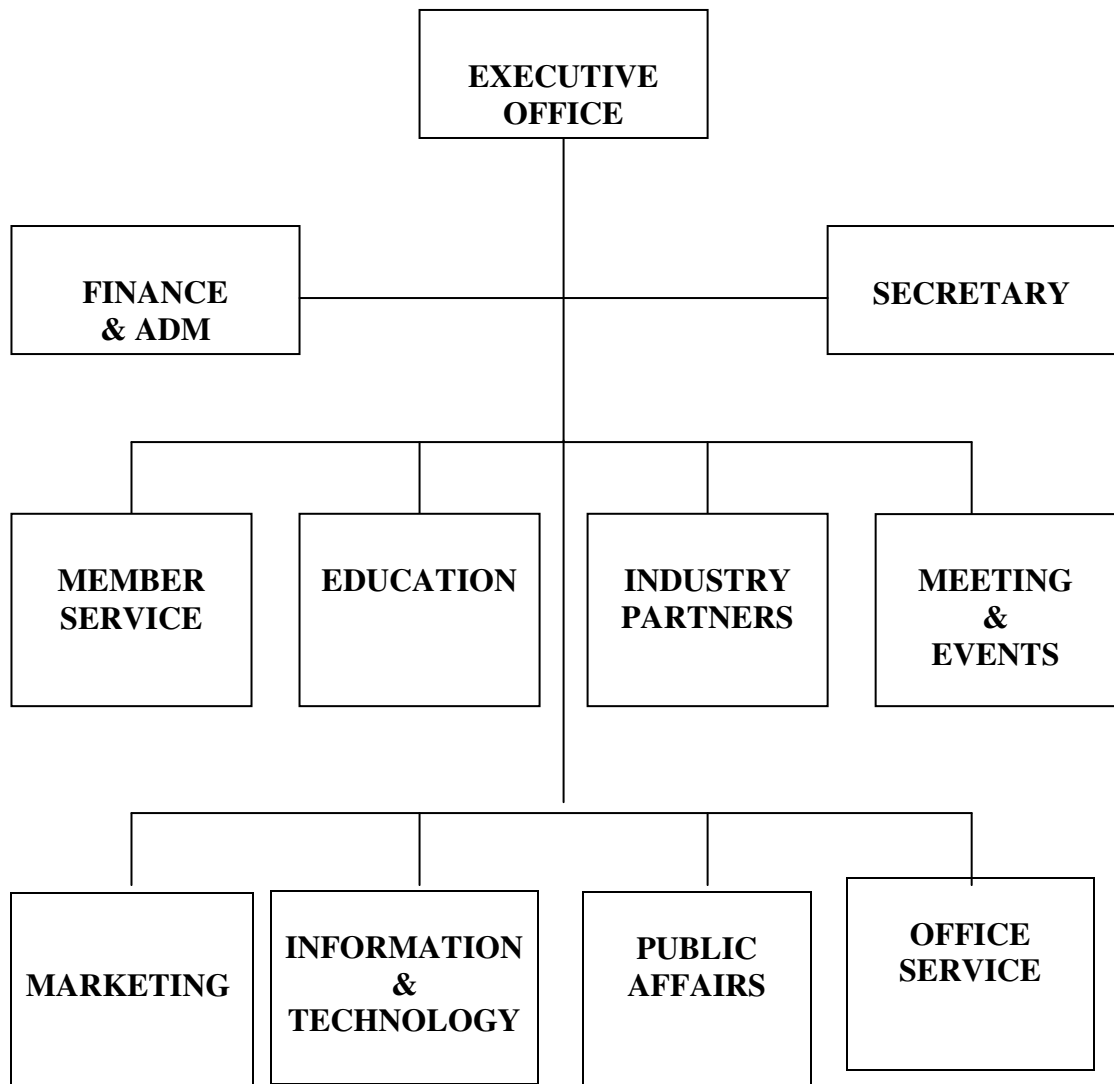 EXECUTIVE
OFFICE
FINANCE
& ADM
SECRETARY
MEMBER
SERVICE
EDUCATION
INDUSTRY
PARTNERS
MEETING
&
EVENTS
MARKETING
INFORMATION
&
TECHNOLOGY
PUBLIC
AFFAIRS
OFFICE
SERVICE